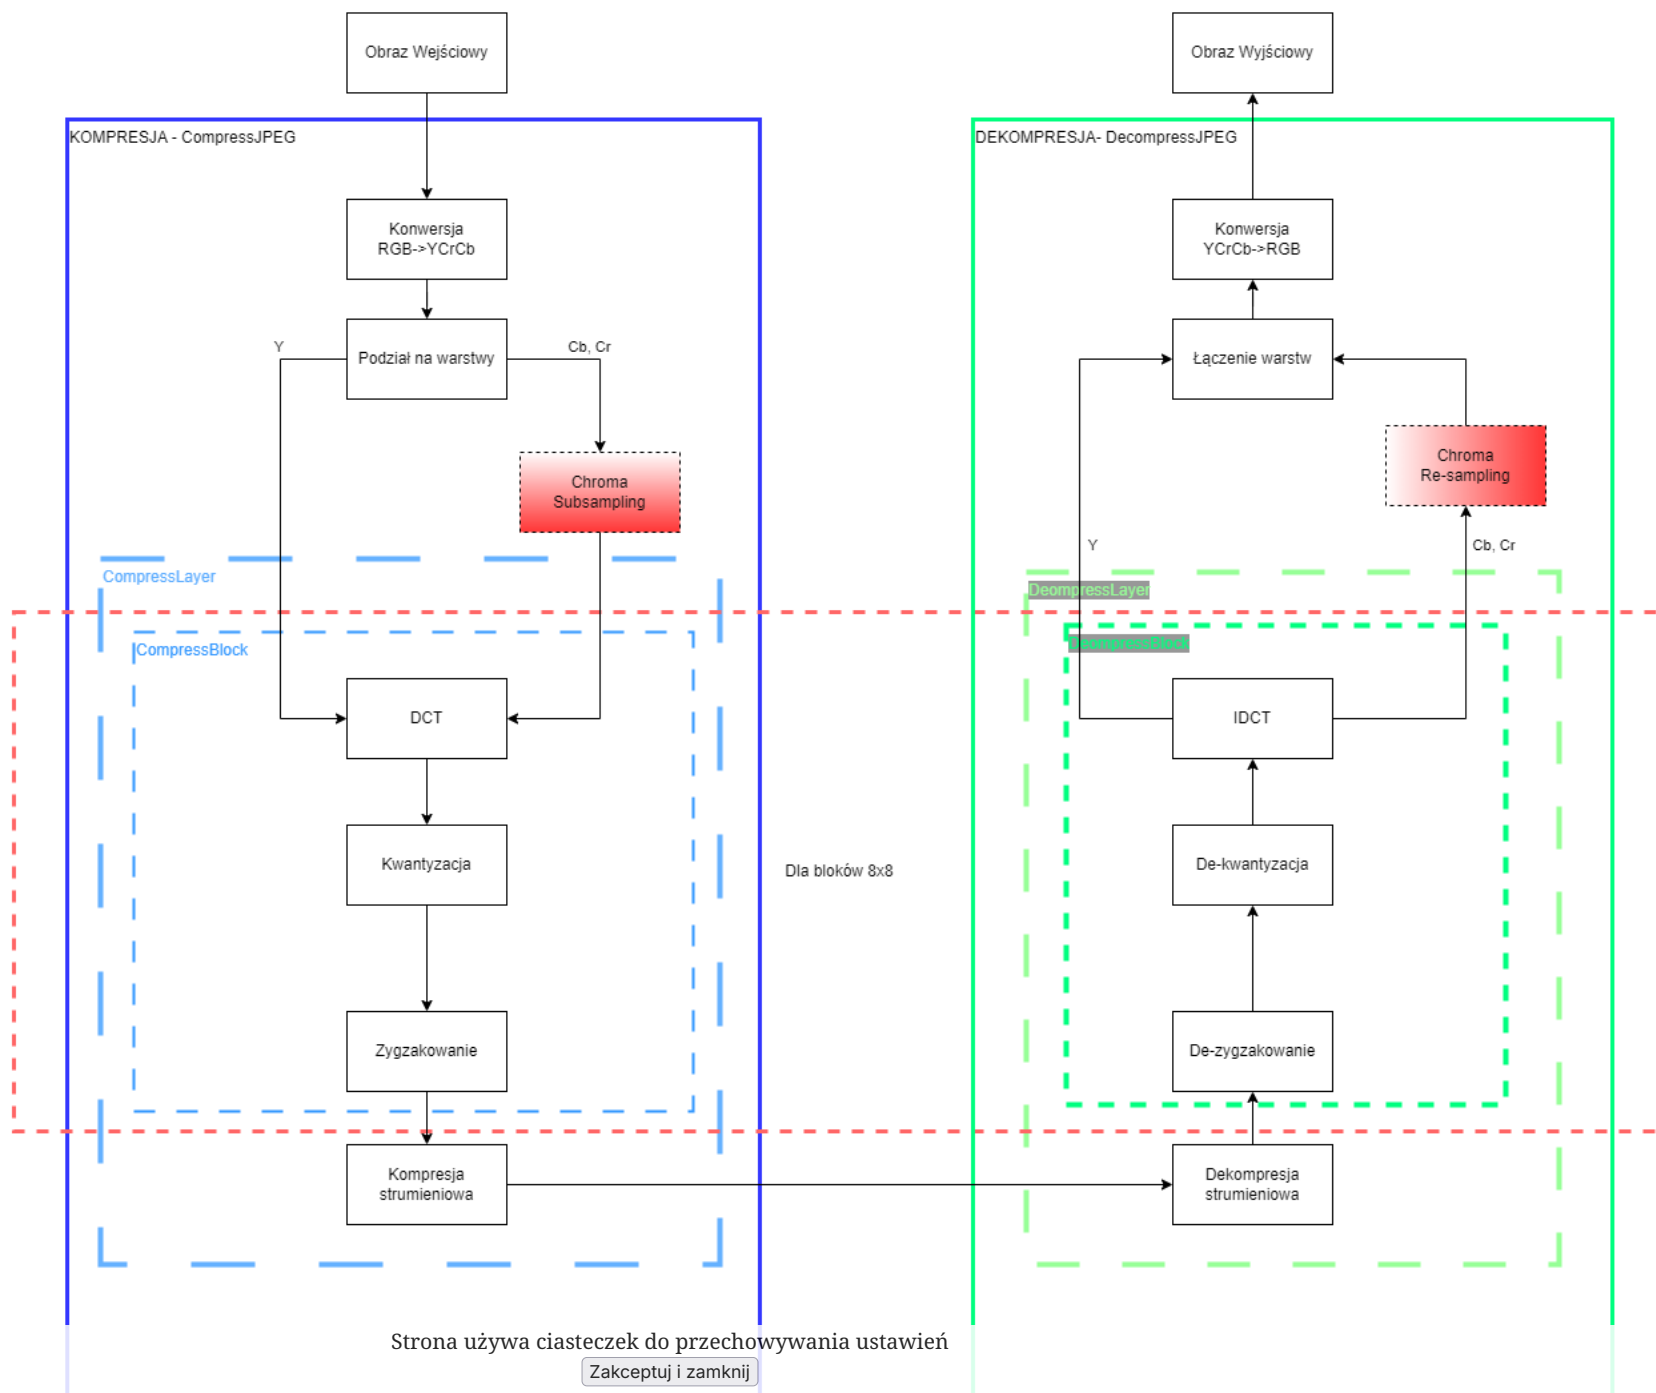 Obraz Wejściowy
Obraz Wyjściowy
KOMPRESJA - CompressJPEG
DEKOMPRESJA- DecompressJPEG
Konwersja
RGB->YCrCb
Konwersja
YCrCb->RGB
Y
Podział na warstwy
Cb, Cr
Łączenie warstw
Chroma
Subsampling
Chroma
Re-sampling
Y
Cb, Cr
CompressLayer
DeompressLayer
CompressBlock
DeompressBlock
DCT
IDCT
Kwantyzacja
Dla bloków 8x8
De-kwantyzacja
Zygzakowanie
De-zygzakowanie
Kompresja
strumieniowa
Dekompresja
strumieniowa
Strona używa ciasteczek do przechowywania ustawień
Zakceptuj i zamknij